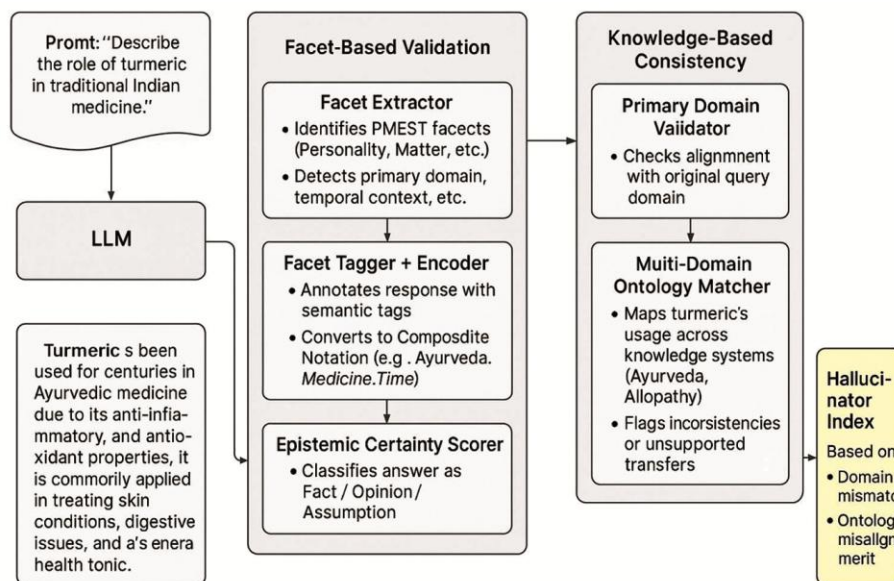 Promt: “Describe
the role of turmeric
in traditional Indian
medicine.”
LLM
Turmeric s been
used for centuries in
Ayurvedic medicine
due to its anti-infia-
mmatory, and antio-
xidant properties, it
is commorily applied
in treating skin
conditions, digestive
issues, and a's enera
health tonic.
Facet-Based Validation
Facet Extractor
• Identifies PMEST facets
(Personality, Matter, etc.)
• Detects primary domain,
temporal context, etc.
Facet Tagger + Encoder
• Annotates response with
semantic tags
• Converts to Composdite
Notation (e.g . Ayurveda.
Medicine.Time)
Epistemic Certainty Scorer
• Classifies answer as
Fact / Opinion /
Assumption
Knowledge-Based
Consistency
Primary Domain
Vaiidator
• Checks alignmnent
with original query
domain
Muiti-Domain
Ontology Matcher
• Maps turmeric's
usage across
knowledge systems
(Ayurveda,
Allopathy)
• Flags incorsistencies
or unsupported
transfers
Halluci-
nator
Index
Based on
• Domain
mismatc
• Ontolog
misallgn
merit